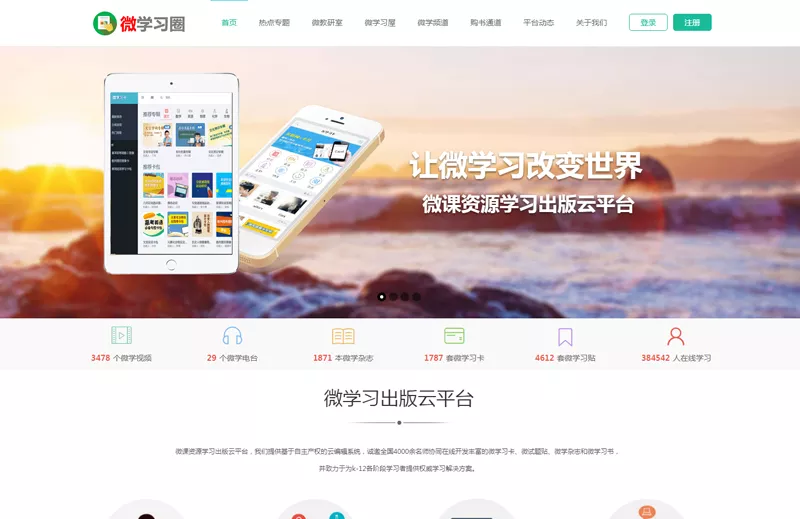 微学习圈
首页 热点专题 微教研室 微学习屋 微学频道 购书通道 平台动态 关于我们 登录 注册
推荐专辑
推荐卡包
让微学习改变世界
微课资源学习出版云平台
3478 个微学视频 29 个微学电台 1871 本微学杂志 1787 套微学习卡 4612 套微学习贴 384542 人在线学习
微学习出版云平台
微课资源学习出版云平台，我们提供基于自主产权的云编辑系统，诚邀全国4000余名师协同在线开发丰富的微学习卡、微试题贴、微学杂志和微学习书，
并致力于为k-12各阶段学习者提供权威学习解决方案。